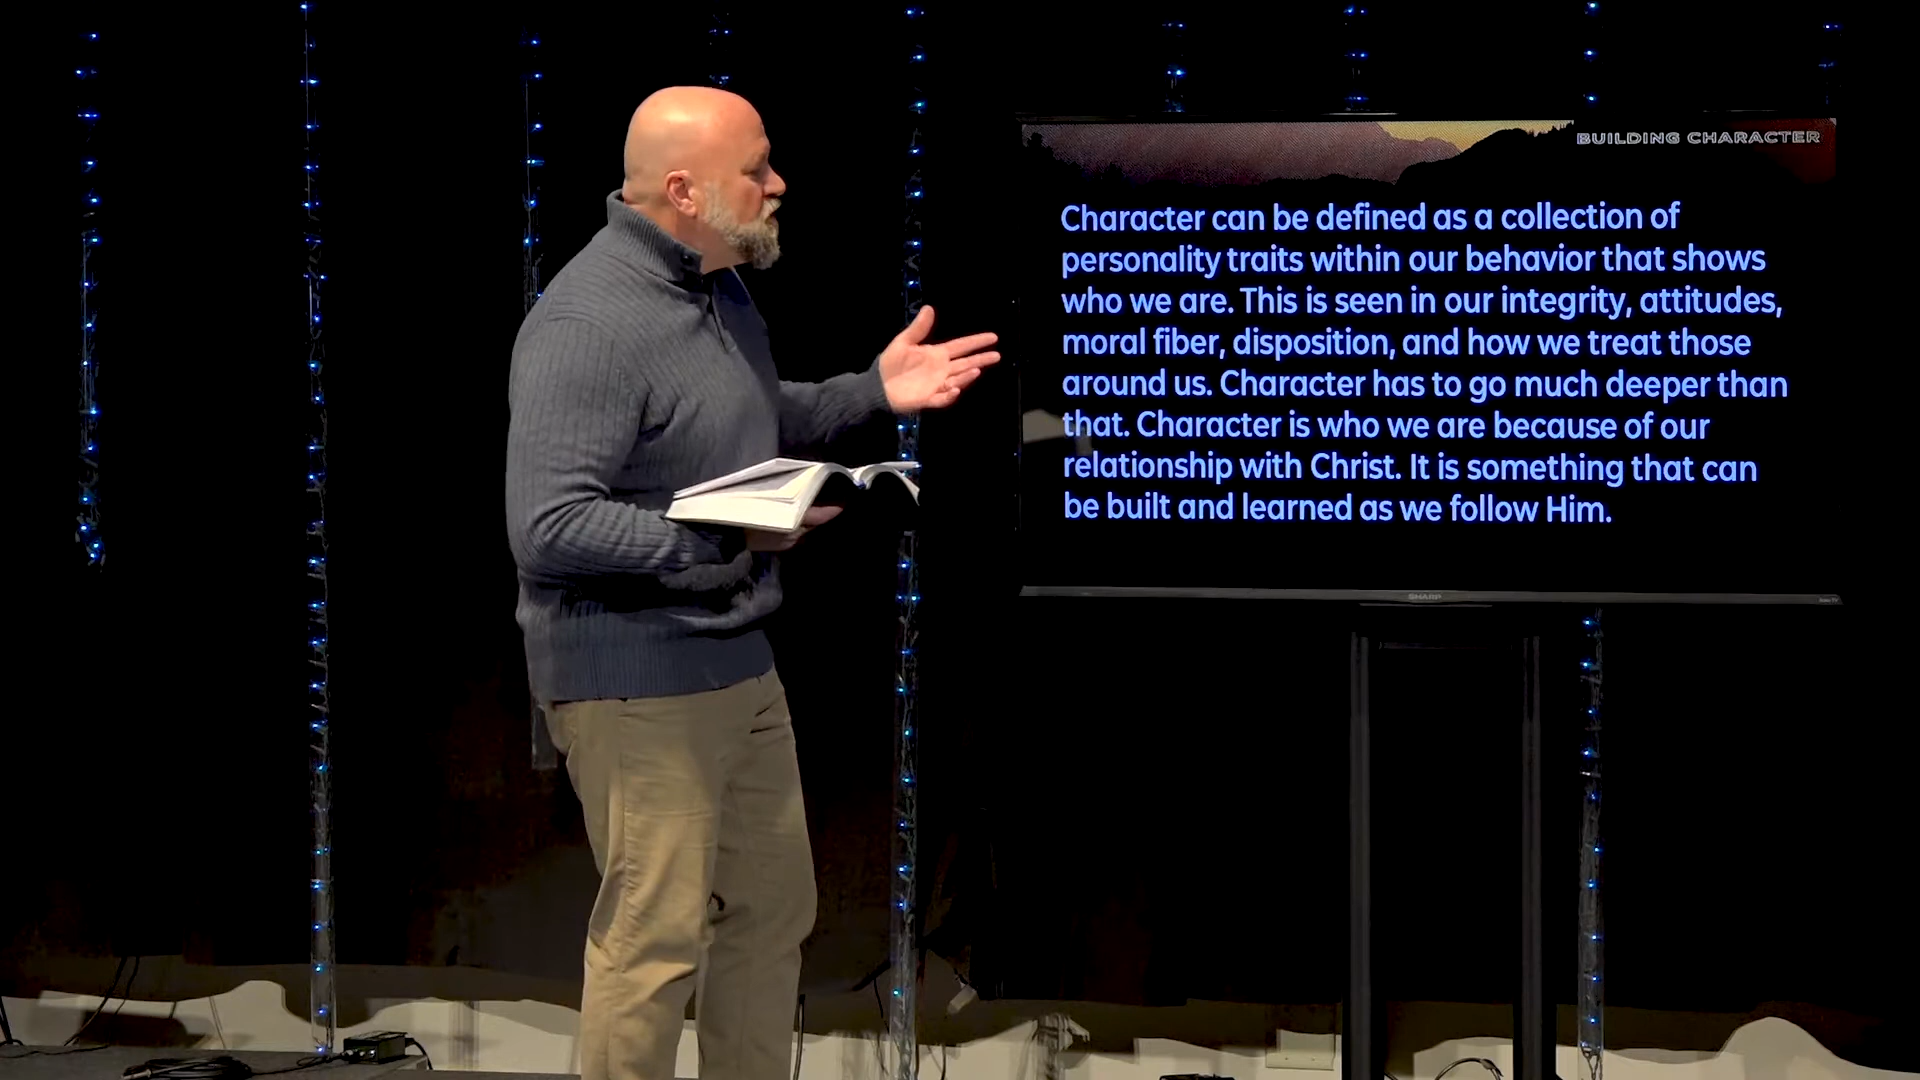 BUILDING CHARACTER
Character can be defined as a collection of
personality traits within our behavior that shows
who we are. This is seen in our integrity, attitudes,
moral fiber, disposition, and how we treat those
around us. Character has to go much deeper than
that. Character is who we are because of our
relationship with Christ. It is something that can
be built and learned as we follow Him.
SHARP
Roku TV